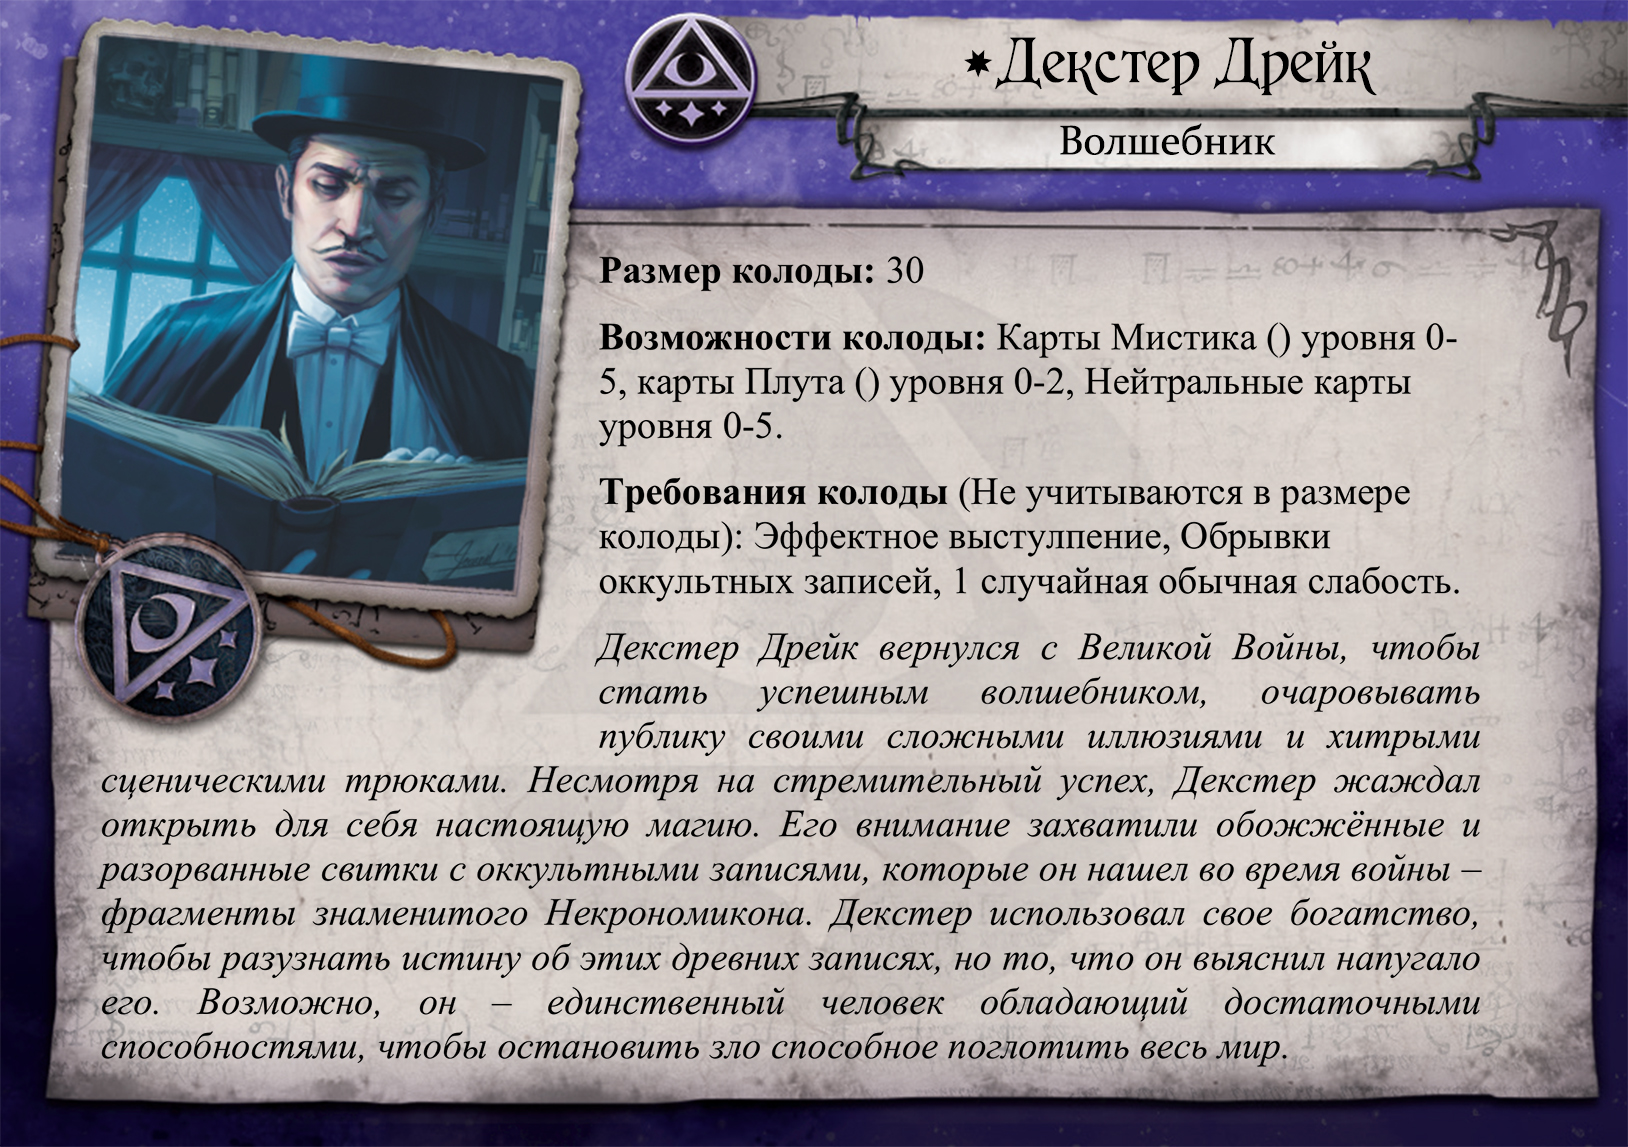 Декстер Дрейк
Волшебник
Размер колоды: 30
Возможности колоды: Карты Мистика () уровня 0-
5, карты Плута () уровня 0-2, Нейтральные карты
уровня 0-5.
Требования колоды (Не учитываются в размере
колоды): Эффектное выстулпение, Обрывки
оккультных записей, 1 случайная обычная слабость.
Декстер Дрейк вернулся с Великой Войны, чтобы
стать успешным волшебником, очаровывать
публику своими сложными иллюзиями и хитрыми
сценическими трюками. Несмотря на стремительный успех, Декстер жаждал
открыть для себя настоящую магию. Его внимание захватили обожжённые и
разорванные свитки с оккультными записями, которые он нашел во время войны –
фрагменты знаменитого Некрономикона. Декстер использовал свое богатство,
чтобы разузнать истину об этих древних записях, но то, что он выяснил напугало
его. Возможно, он – единственный человек обладающий достаточными
способностями, чтобы остановить зло способное поглотить весь мир.